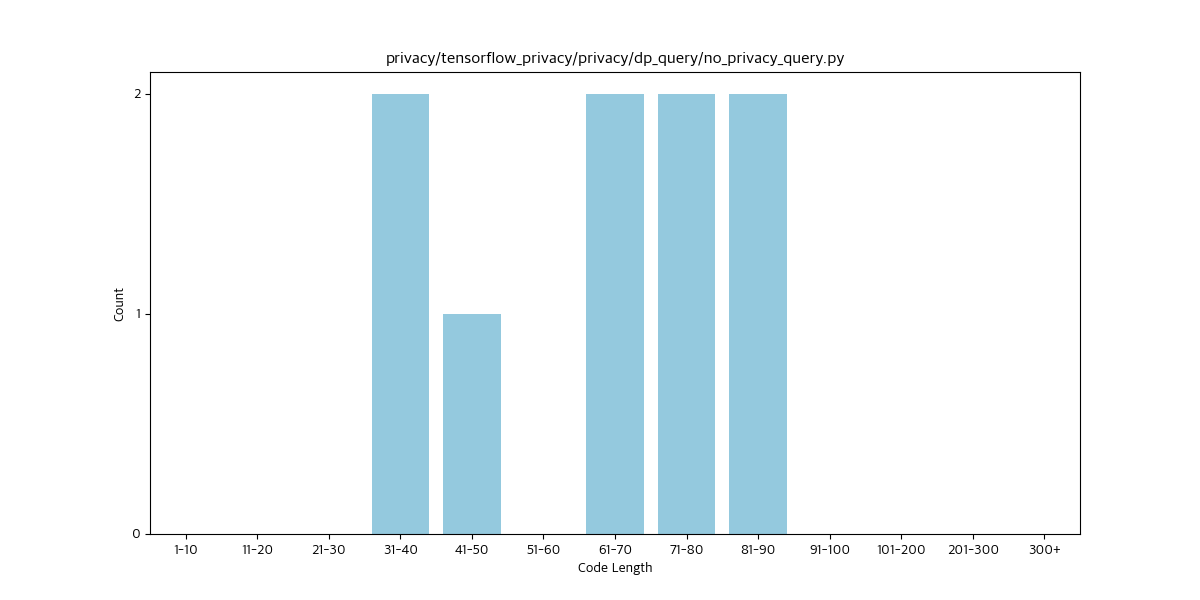 privacy/tensorflow_privacy/privacy/dp_query/no_privacy_query.py
2
1
0
Count
1-10 11-20 21-30 31-40 41-50 51-60 61-70 71-80 81-90 91-100 101-200 201-300 300+
Code Length